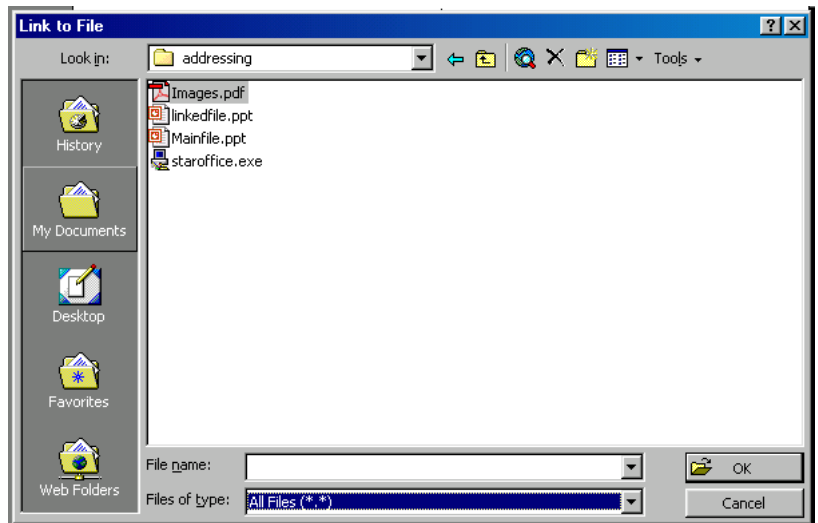 Link to File
Look in: addressing Tools
Images.pdf
linkedfile.ppt
Mainfile.ppt
staroffice.exe
History
My Documents
Desktop
Favorites
Web Folders
File name: OK
Files of type: All Files (*.*) Cancel